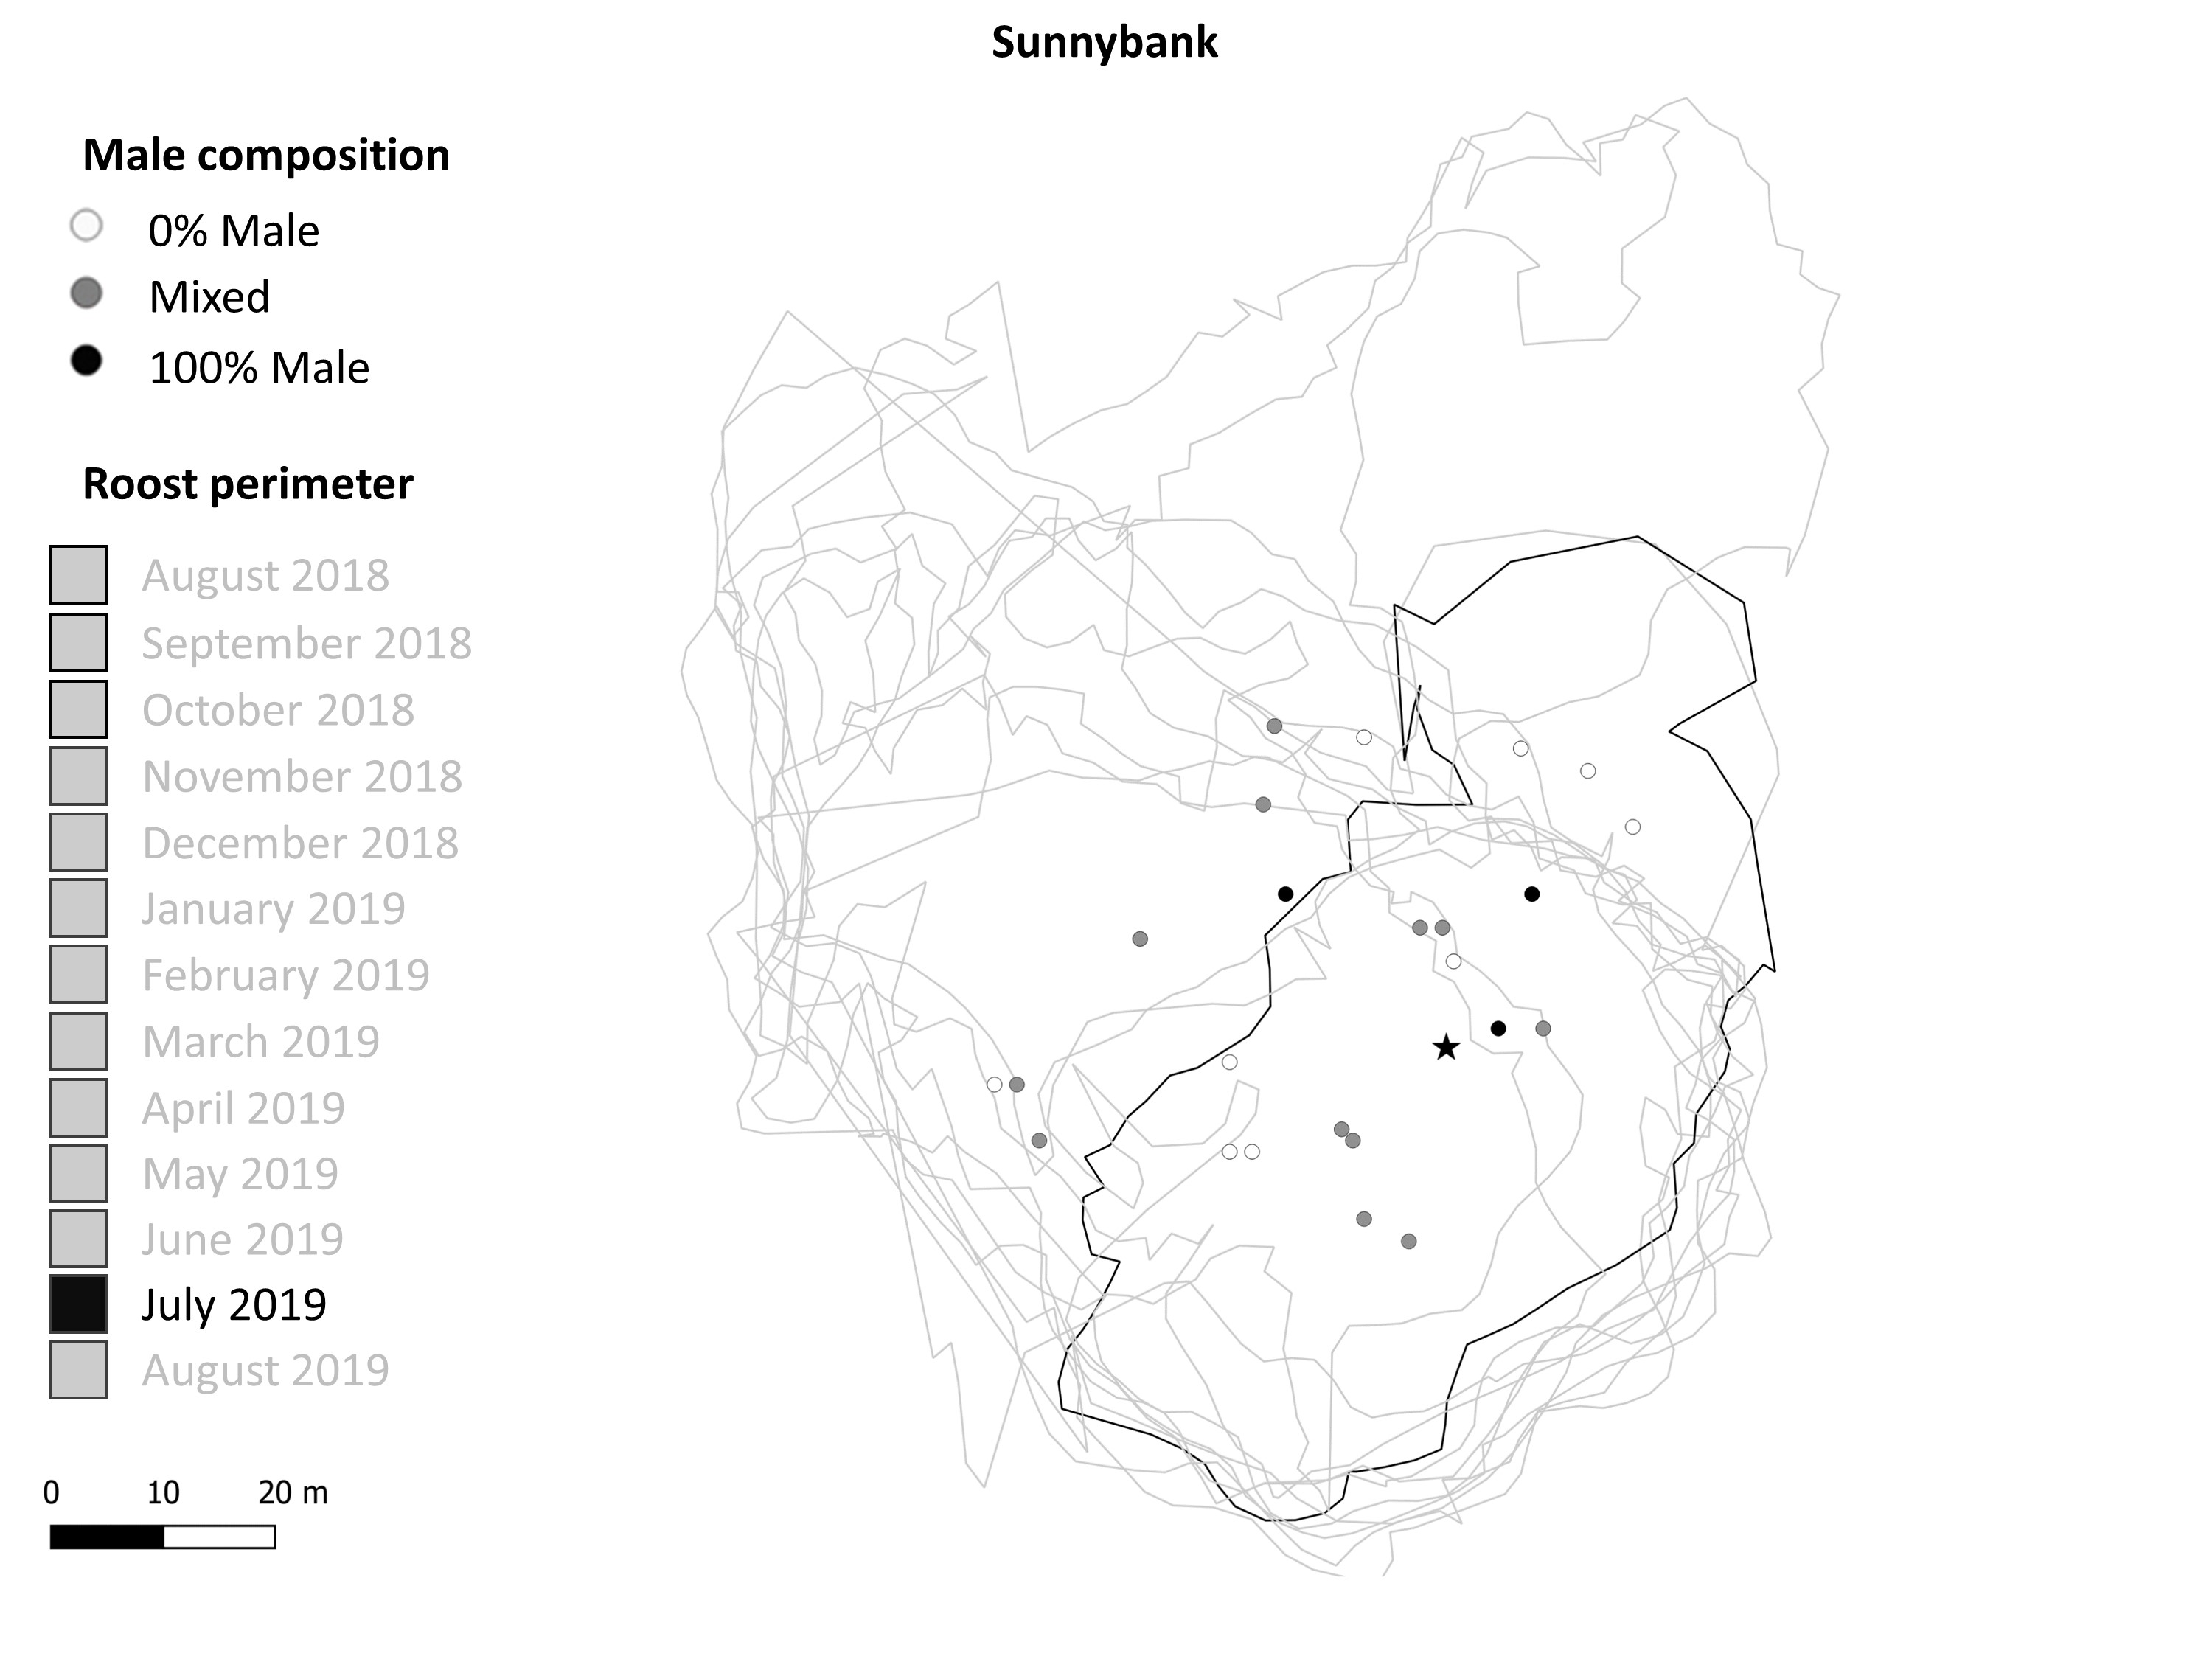 Sunnybank
Male composition
0% Male
Mixed
100% Male
Roost perimeter
August 2018
September 2018
October 2018
November 2018
December 2018
January 2019
February 2019
March 2019
April 2019
May 2019
June 2019
July 2019
August 2019
0 10 20 m